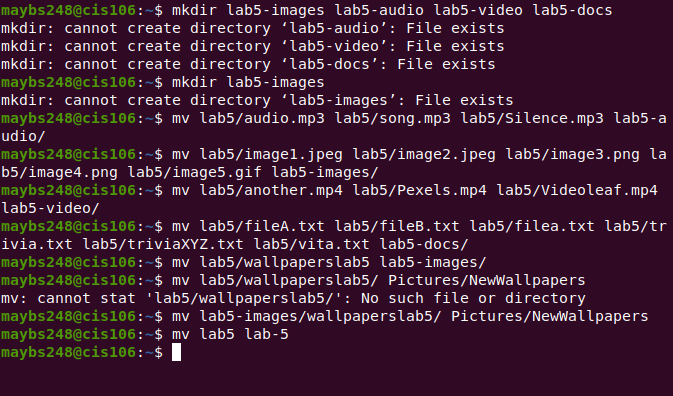 maybs248@cis106:~$ mkdir lab5-images lab5-audio lab5-video lab5-docs
mkdir: cannot create directory ‘lab5-audio’: File exists
mkdir: cannot create directory ‘lab5-video’: File exists
mkdir: cannot create directory ‘lab5-docs’: File exists
maybs248@cis106:~$ mkdir lab5-images
mkdir: cannot create directory ‘lab5-images’: File exists
maybs248@cis106:~$ mv lab5/audio.mp3 lab5/song.mp3 lab5/Silence.mp3 lab5-a
udio/
maybs248@cis106:~$ mv lab5/image1.jpeg lab5/image2.jpeg lab5/image3.png la
b5/image4.png lab5/image5.gif lab5-images/
maybs248@cis106:~$ mv lab5/another.mp4 lab5/Pexels.mp4 lab5/Videoleaf.mp4
lab5-video/
maybs248@cis106:~$ mv lab5/fileA.txt lab5/fileB.txt lab5/filea.txt lab5/tr
ivia.txt lab5/triviaXYZ.txt lab5/vita.txt lab5-docs/
maybs248@cis106:~$ mv lab5/wallpaperslab5 lab5-images/
maybs248@cis106:~$ mv lab5/wallpaperslab5/ Pictures/NewWallpapers
mv: cannot stat 'lab5/wallpaperslab5/': No such file or directory
maybs248@cis106:~$ mv lab5-images/wallpaperslab5/ Pictures/NewWallpapers
maybs248@cis106:~$ mv lab5 lab-5
maybs248@cis106:~$